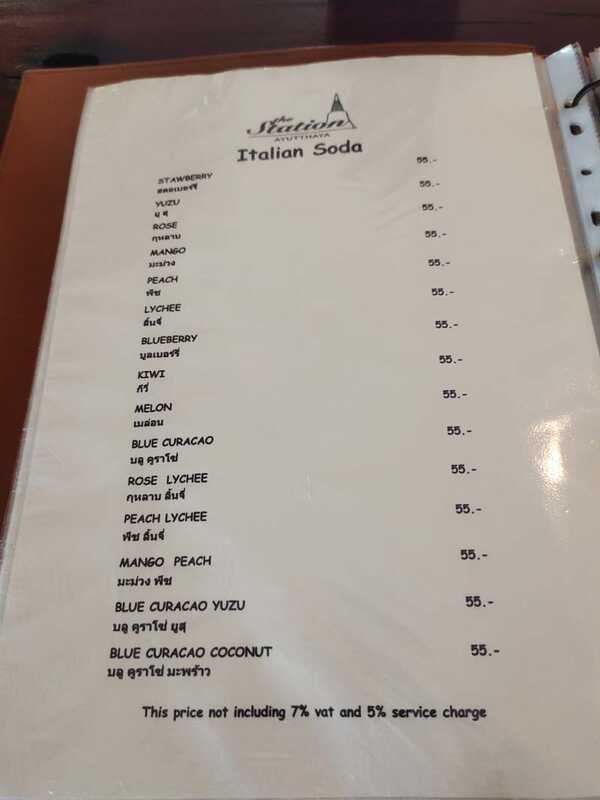 the
Station
AYUTTHAYA
Italian Soda
STAWBERRY 55.-
สตอเบอร์รี่
YUZU 55.-
ยูสุ
ROSE 55.-
กุหลาบ
MANGO 55.-
มะม่วง
PEACH 55.-
พีช
LYCHEE 55.-
ลิ้นจี่
BLUEBERRY 55.-
บูลเบอร์รี่
KIWI 55.-
กีวี่
MELON 55.-
เมล่อน
BLUE CURACAO 55.-
บลู คูราโซ่
ROSE LYCHEE 55.-
กุหลาบ ลิ้นจี่
PEACH LYCHEE 55.-
พีช ลิ้นจี่
MANGO PEACH 55.-
มะม่วง พีช
BLUE CURACAO YUZU 55.-
บลู คูราโซ่ ยูสุ
BLUE CURACAO COCONUT 55.-
บลู คูราโซ่ มะพร้าว
This price not including 7% vat and 5% service charge